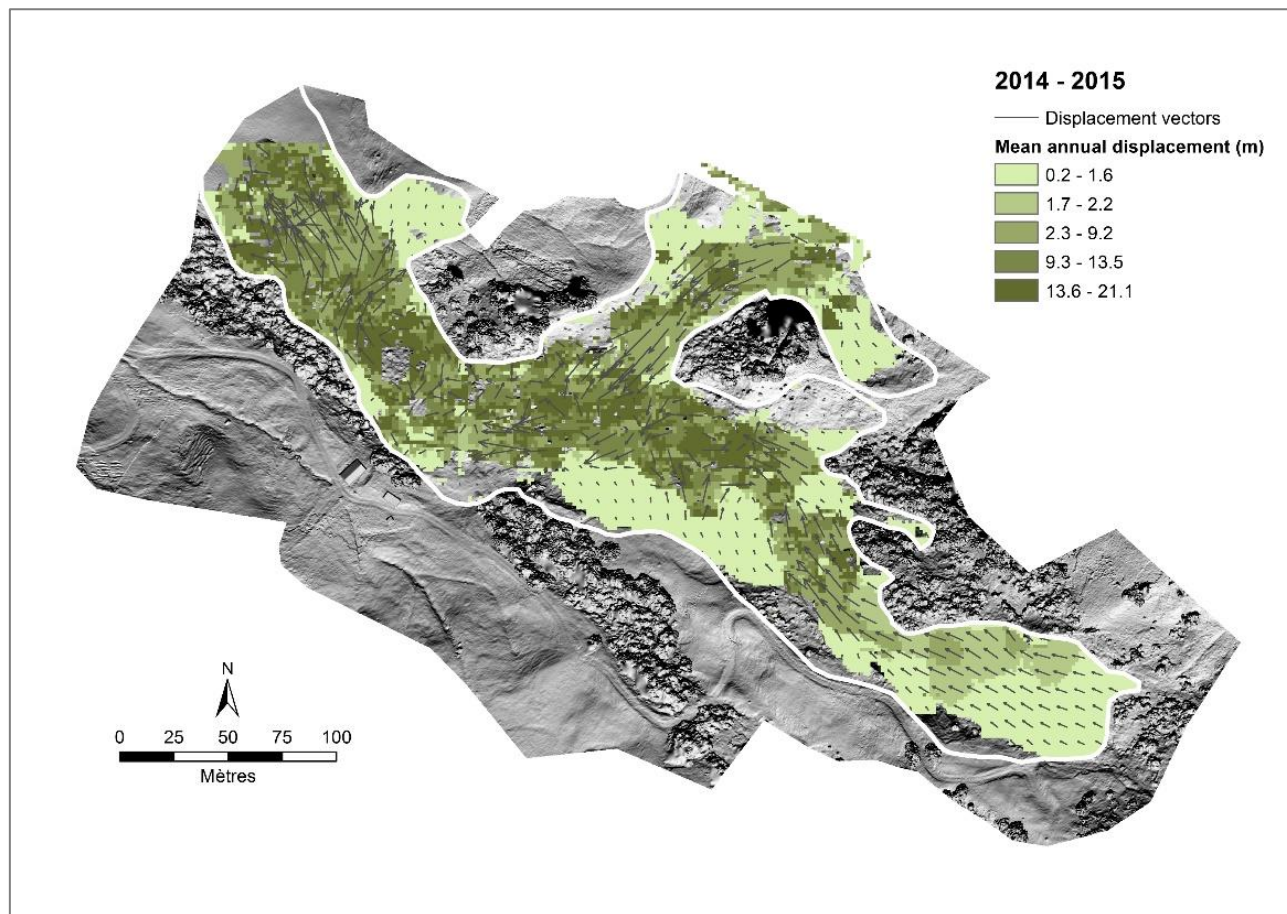 2014 - 2015
Displacement vectors
Mean annual displacement (m)
0.2 - 1.6
1.7 - 2.2
2.3 - 9.2
9.3 - 13.5
13.6 - 21.1
N
0 25 50 75 100
Mètres